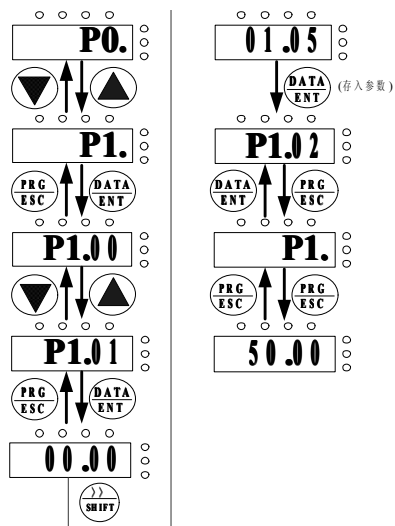 P0.
P1.
PRG
ESC
DATA
ENT
P1.00
P1.01
PRG
ESC
DATA
ENT
00.00
>>
SHIFT
01.05
DATA
ENT
(存入参数)
P1.02
DATA
ENT
PRG
ESC
P1.
PRG
ESC
PRG
ESC
50.00